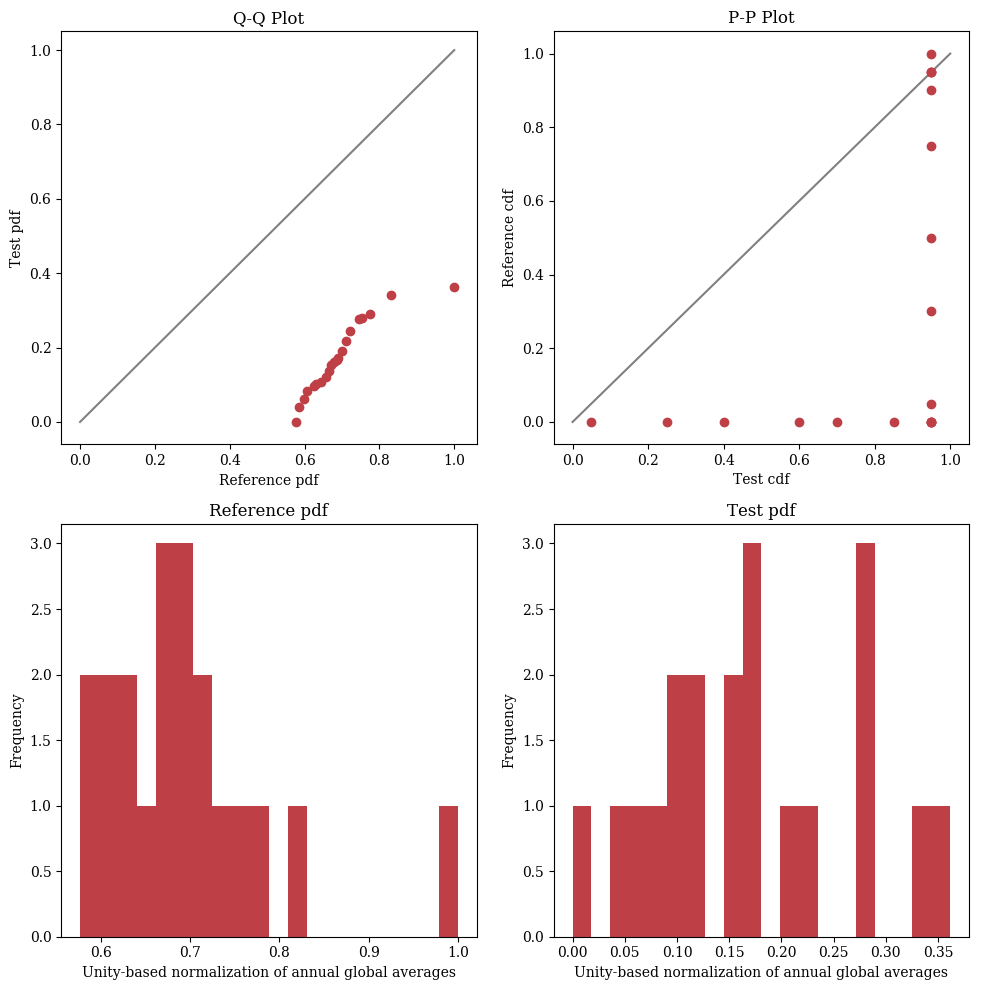 Q-Q Plot
1.0
0.8
0.6
0.4
0.2
0.0
Test pdf
0.0 0.2 0.4 0.6 0.8 1.0
Reference pdf
P-P Plot
1.0
0.8
0.6
0.4
0.2
0.0
Reference cdf
0.0 0.2 0.4 0.6 0.8 1.0
Test cdf
Reference pdf
3.0
2.5
2.0
1.5
1.0
0.5
0.0
Frequency
0.6 0.7 0.8 0.9 1.0
Unity-based normalization of annual global averages
Test pdf
3.0
2.5
2.0
1.5
1.0
0.5
0.0
Frequency
0.00 0.05 0.10 0.15 0.20 0.25 0.30 0.35
Unity-based normalization of annual global averages